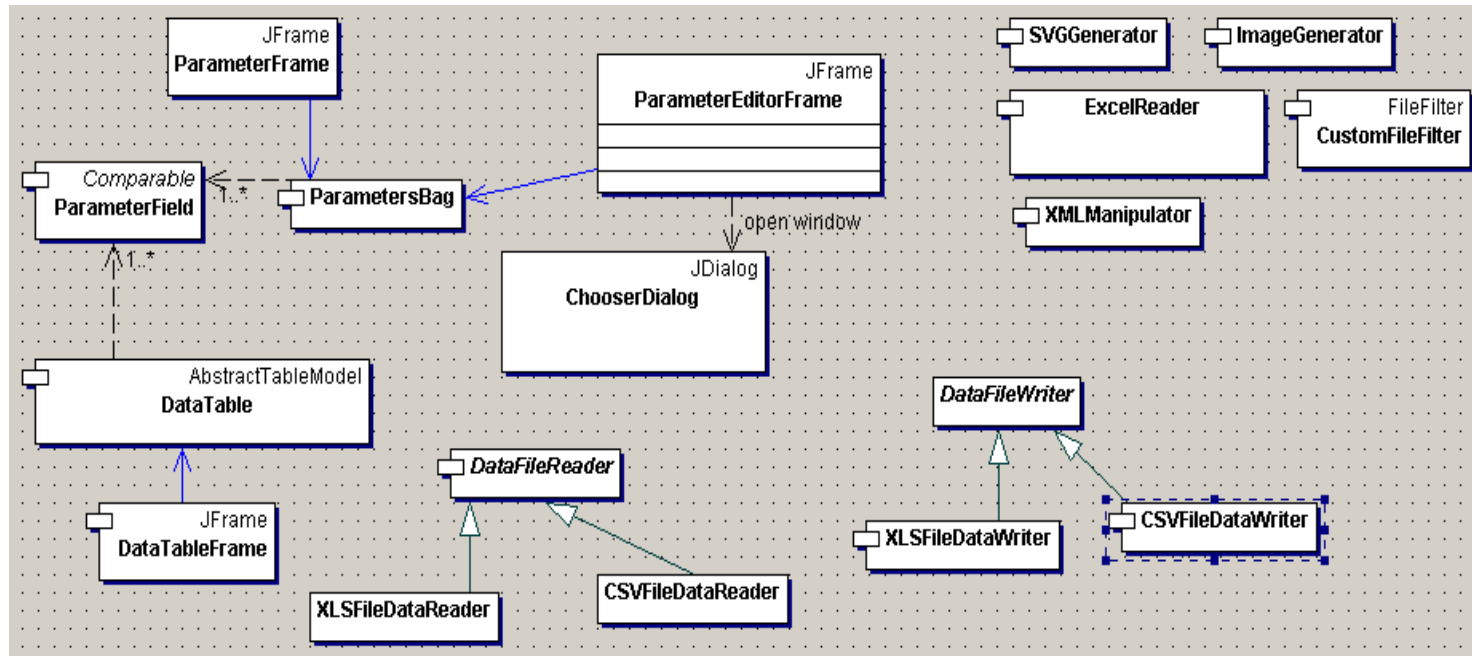 JFrame
ParameterFrame
JFrame
ParameterEditorFrame
SVGGenerator
ImageGenerator
ExcelReader
FileFilter
CustomFileFilter
XMLManipulator
Comparable
ParameterField
1..*
ParametersBag
open window
JDialog
ChooserDialog
1..*
AbstractTableModel
DataTable
JFrame
DataTableFrame
DataFileReader
XLSFileDataReader
CSVFileDataReader
DataFileWriter
XLSFileDataWriter
CSVFileDataWriter